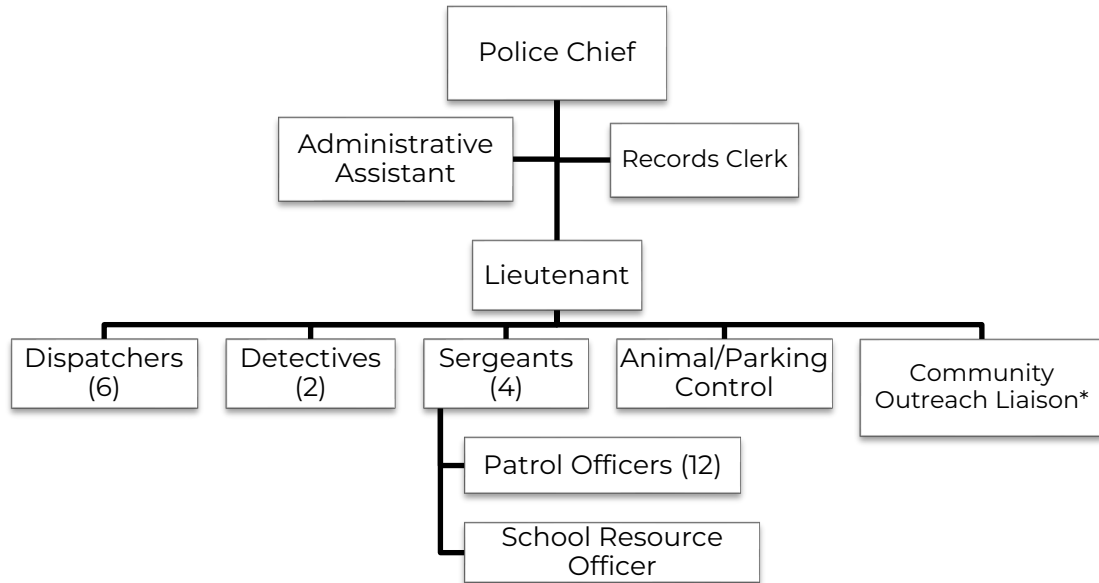 Police Chief
Administrative
Assistant
Records Clerk
Lieutenant
Dispatchers
(6)
Detectives
(2)
Sergeants
(4)
Animal/Parking
Control
Community
Outreach Liaison*
Patrol Officers (12)
School Resource
Officer